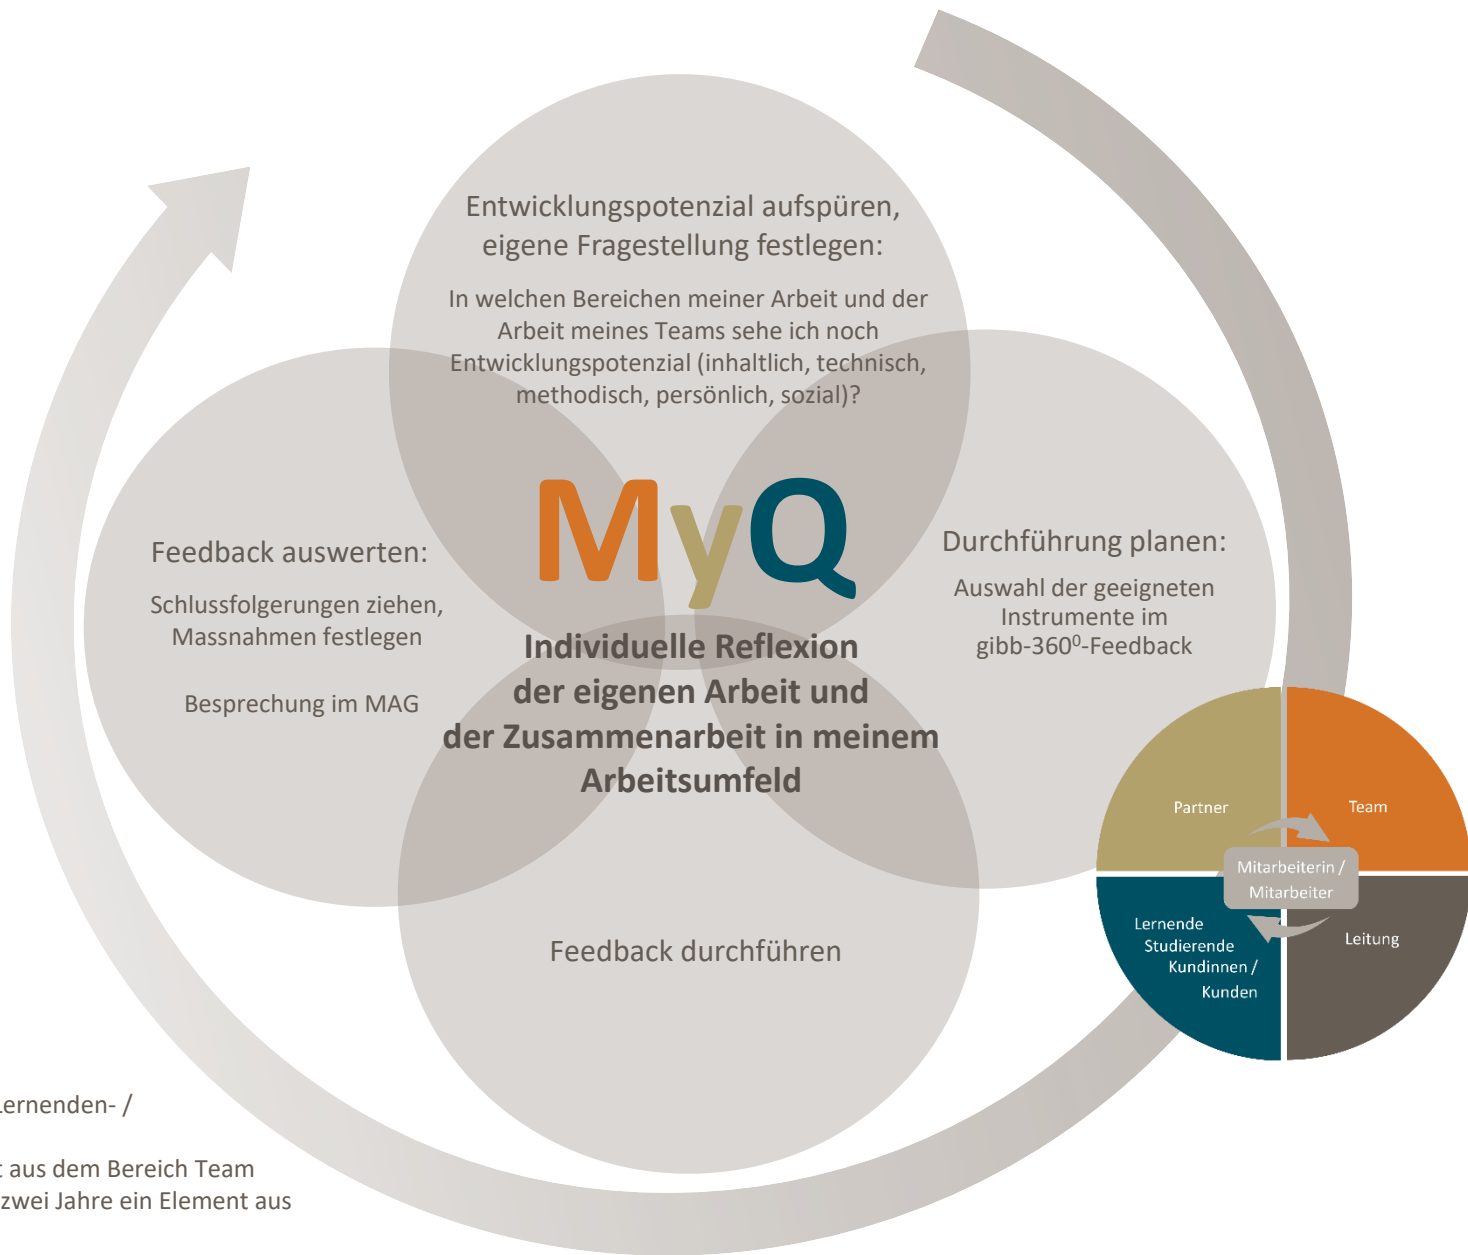 Entwicklungspotenzial aufspüren,
eigene Fragestellung festlegen:
In welchen Bereichen meiner Arbeit und der
Arbeit meines Teams sehe ich noch
Entwicklungspotenzial (inhaltlich, technisch,
methodisch, persönlich, sozial)?
MyQ
Individuelle Reflexion
der eigenen Arbeit und
der Zusammenarbeit in meinem
Arbeitsumfeld
Durchführung planen:
Auswahl der geeigneten
Instrumente im
gibb-360⁰-Feedback
Feedback auswerten:
Schlussfolgerungen ziehen,
Massnahmen festlegen
Besprechung im MAG
Feedback durchführen
Partner
Team
Mitarbeiterin /
Mitarbeiter
Lernende
Studierende
Kundinnen /
Kunden
Leitung
Lernenden- /
aus dem Bereich Team
zwei Jahre ein Element aus